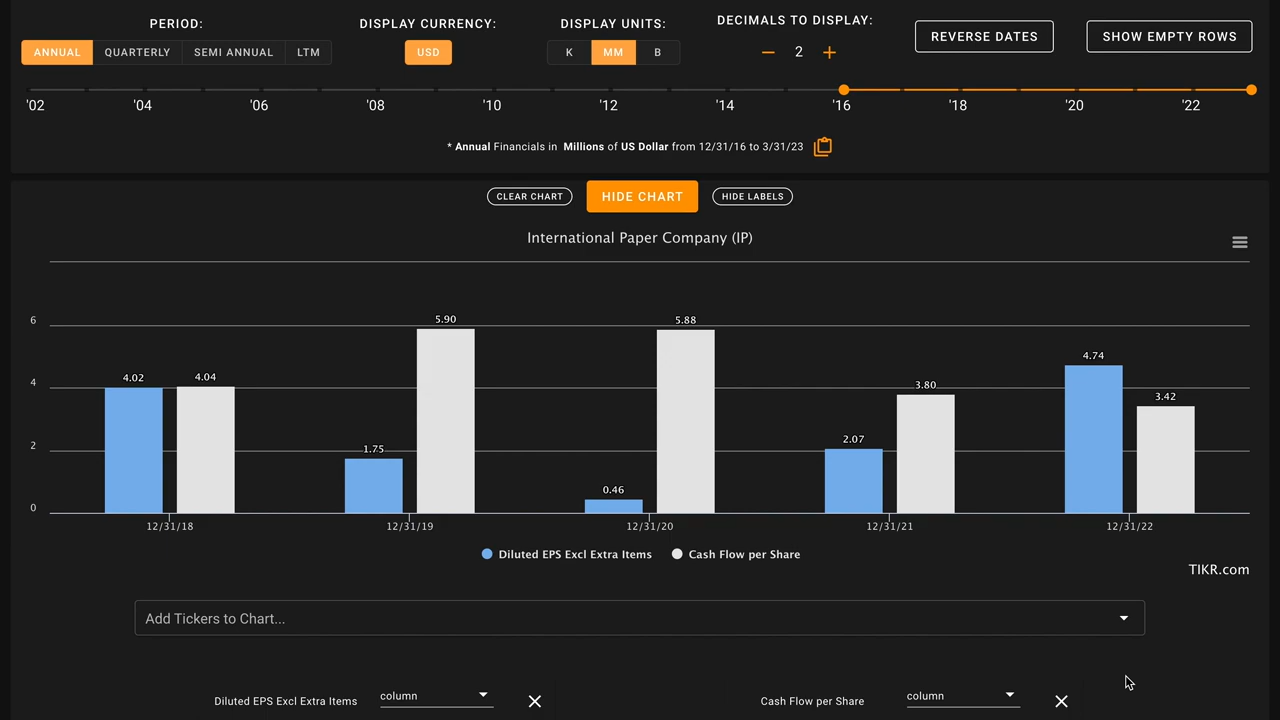 PERIOD:
DISPLAY CURRENCY:
DISPLAY UNITS:
DECIMALS TO DISPLAY:
ANNUAL QUARTERLY SEMI ANNUAL LTM
USD
K MM B
2
REVERSE DATES
SHOW EMPTY ROWS
'02 '04 '06 '08 '10 '12 '14 '16 '18 '20 '22
* Annual Financials in Millions of US Dollar from 12/31/16 to 3/31/23
CLEAR CHART HIDE CHART HIDE LABELS
International Paper Company (IP)
6
4
2
0
4.02 4.04
1.75 5.90
0.46 5.88
2.07 3.80
4.74 3.42
12/31/18 12/31/19 12/31/20 12/31/21 12/31/22
Diluted EPS Excl Extra Items Cash Flow per Share
TIKR.com
Add Tickers to Chart...
Diluted EPS Excl Extra Items column
Cash Flow per Share column